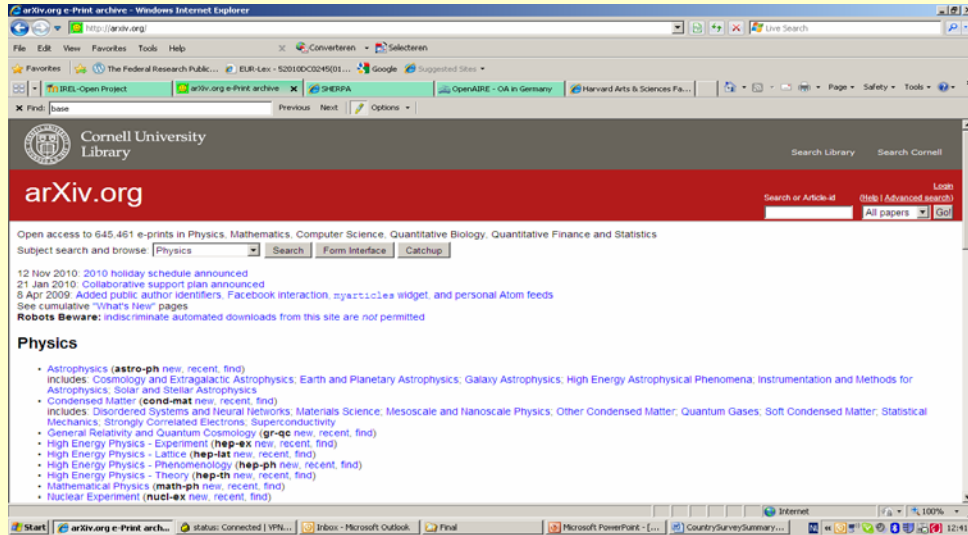 arXiv.org e-Print archive - Windows Internet Explorer
http://arxiv.org/
Live Search
File Edit View Favorites Tools Help x Converteren Selecteren
Favorites The Federal Research Public... EUR-Lex - 52010DC0245(01... Google Suggested Sites
IREL-Open Project arXiv.org e-Print archive x SHERPA OpenAIRE - OA in Germany Harvard Arts & Sciences Fa... Page Safety Tools
x Find: base Previous Next Options
Cornell University
Library
Search Library Search Cornell
Login
arXiv.org
Search or Article-id (Help | Advanced search)
All papers Go!
Open access to 645,461 e-prints in Physics, Mathematics, Computer Science, Quantitative Biology, Quantitative Finance and Statistics
Subject search and browse: Physics Search Form Interface Catchup
12 Nov 2010: 2010 holiday schedule announced
21 Jan 2010: Collaborative support plan announced
8 Apr 2009: Added public author identifiers, Facebook interaction, myarticles widget, and personal Atom feeds
See cumulative "What's New" pages
Robots Beware: indiscriminate automated downloads from this site are not permitted
Physics
• Astrophysics (astro-ph new, recent, find)
includes: Cosmology and Extragalactic Astrophysics; Earth and Planetary Astrophysics; Galaxy Astrophysics; High Energy Astrophysical Phenomena; Instrumentation and Methods for
Astrophysics; Solar and Stellar Astrophysics
• Condensed Matter (cond-mat new, recent, find)
includes: Disordered Systems and Neural Networks; Materials Science; Mesoscale and Nanoscale Physics; Other Condensed Matter; Quantum Gases; Soft Condensed Matter; Statistical
Mechanics; Strongly Correlated Electrons; Superconductivity
• General Relativity and Quantum Cosmology (gr-qc new, recent, find)
• High Energy Physics - Experiment (hep-ex new, recent, find)
• High Energy Physics - Lattice (hep-lat new, recent, find)
• High Energy Physics - Phenomenology (hep-ph new, recent, find)
• High Energy Physics - Theory (hep-th new, recent, find)
• Mathematical Physics (math-ph new, recent, find)
• Nuclear Experiment (nucl-ex new, recent, find)
Internet 100%
Start arXiv.org e-Print arch... status: Connected | VPN... Inbox - Microsoft Outlook Final Microsoft PowerPoint - [... CountrySurveySummary... 12:41